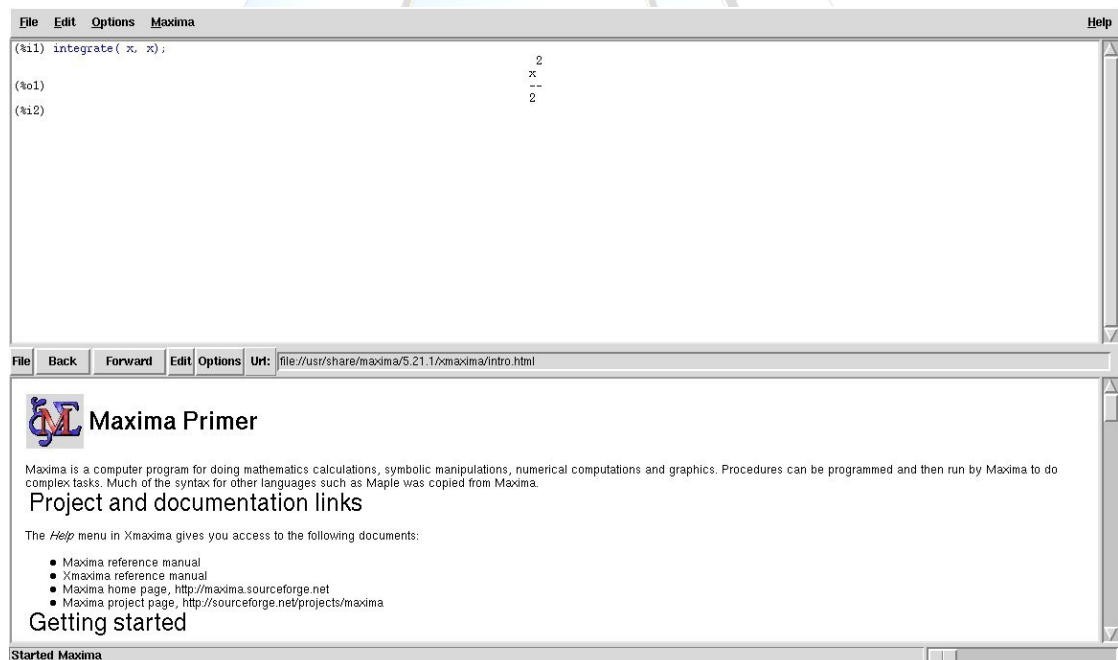 File Edit Options Maxima Help
(%i1) integrate( x, x);
2
x
(%o1) --
2
(%i2)
File Back Forward Edit Options Url: file://usr/share/maxima/5.21.1/xmaxima/intro.html
Maxima Primer
Maxima is a computer program for doing mathematics calculations, symbolic manipulations, numerical computations and graphics. Procedures can be programmed and then run by Maxima to do
complex tasks. Much of the syntax for other languages such as Maple was copied from Maxima.
Project and documentation links
The Help menu in Xmaxima gives you access to the following documents:
● Maxima reference manual
● Xmaxima reference manual
● Maxima home page, http://maxima.sourceforge.net
● Maxima project page, http://sourceforge.net/projects/maxima
Getting started
Started Maxima